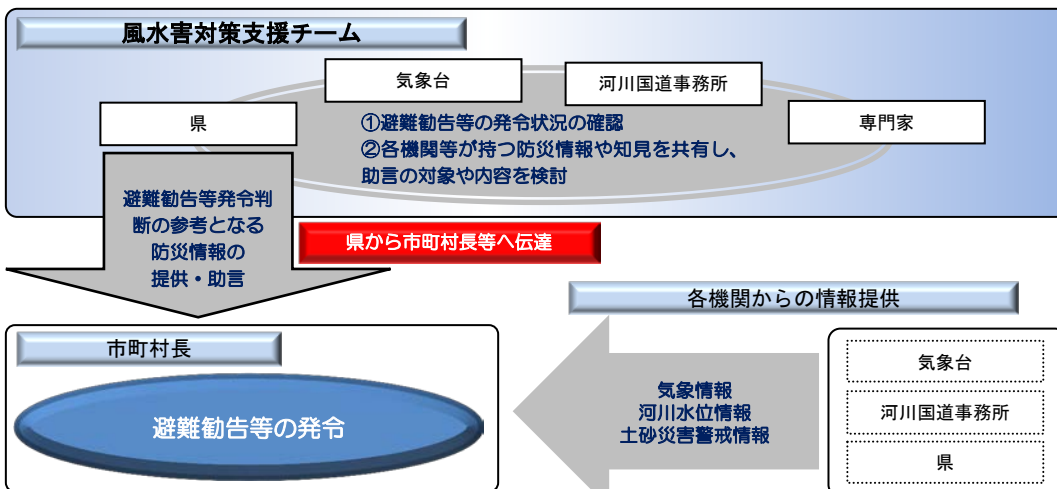 風水害対策支援チーム
気象台
河川国道事務所
県
専門家
①避難勧告等の発令状況の確認
②各機関等が持つ防災情報や知見を共有し、
助言の対象や内容を検討
避難勧告等発令判
断の参考となる
防災情報の
提供・助言
県から市町村長等へ伝達
各機関からの情報提供
市町村長
避難勧告等の発令
気象情報
河川水位情報
土砂災害警戒情報
気象台
河川国道事務所
県